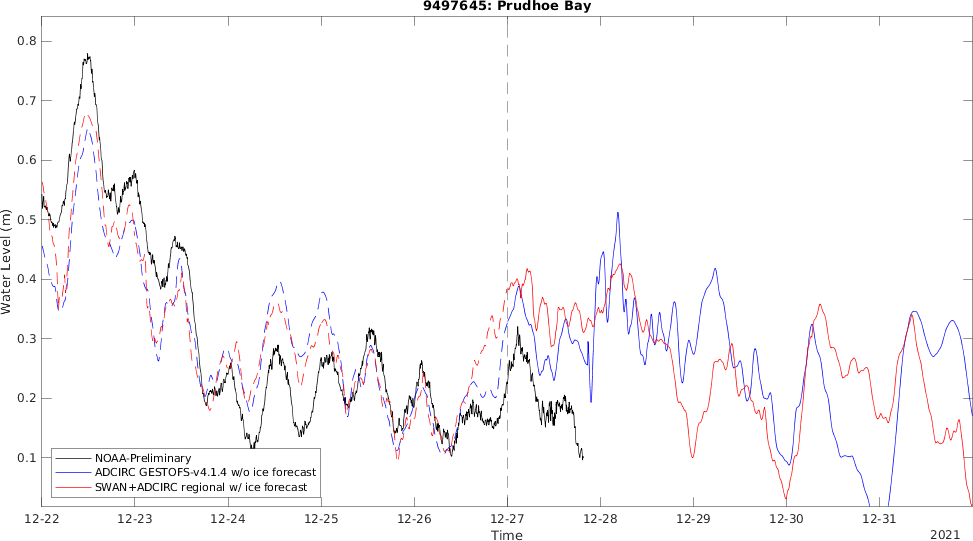 9497645: Prudhoe Bay
0.8
0.7
0.6
0.5
0.4
0.3
0.2
0.1
Water Level (m)
NOAA-Preliminary
ADCIRC GESTOFS-v4.1.4 w/o ice forecast
SWAN+ADCIRC regional w/ ice forecast
12-22 12-23 12-24 12-25 12-26 12-27 12-28 12-29 12-30 12-31
Time
2021